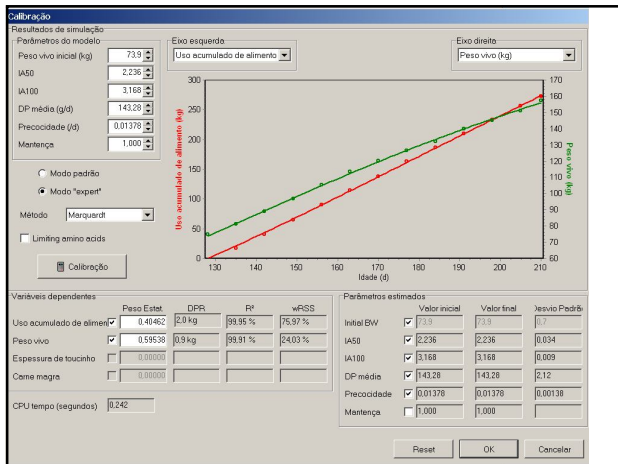 Calibração
Resultados de simulação
Parâmetros do modelo
Peso vivo inicial (kg) 73,9
IA50 2,236
IA100 3,168
DP média (g/d) 143,28
Precocidade (/d) 0,01378
Mantença 1,000
Modo padrão
Modo "expert"
Método Marquardt
Limiting amino acids
Calibração
Eixo esquerda
Uso acumulado de alimento
Eixo direita
Peso vivo (kg)
Uso acumulado de alimento (kg)
300
250
200
150
100
50
0
170
160
150
140
130
120
110
100
90
80
70
60
Peso vivo (kg)
130 140 150 160 170 180 190 200 210
Idade (d)
Variáveis dependentes
Peso Estat. DPR R² wRSS
Uso acumulado de alimen 0,40462 2,0 kg 99,95 % 75,97 %
Peso vivo 0,59538 0,9 kg 99,91 % 24,03 %
Espessura de toucinho 0,00000
Carne magra 0,00000
CPU tempo (segundos) 0,242
Parâmetros estimados
Valor inicial Valor final Desvio Padrã
Initial BW 73,9 73,9 0,7
IA50 2,236 2,236 0,034
IA100 3,168 3,168 0,009
DP média 143,28 143,28 2,12
Precocidade 0,01378 0,01378 0,00138
Mantença 1,000 1,000
Reset OK Cancelar